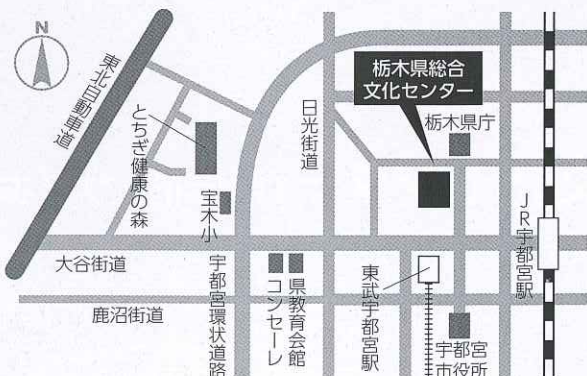 N
東北自動車道
とちぎ健康の森
宝木小
日光街道
栃木県総合
文化センター
栃木県庁
JR宇都宮駅
大谷街道
鹿沼街道
宇都宮環状道路
コンセーレ
県教育会館
東武宇都宮駅
宇都宮
市役所